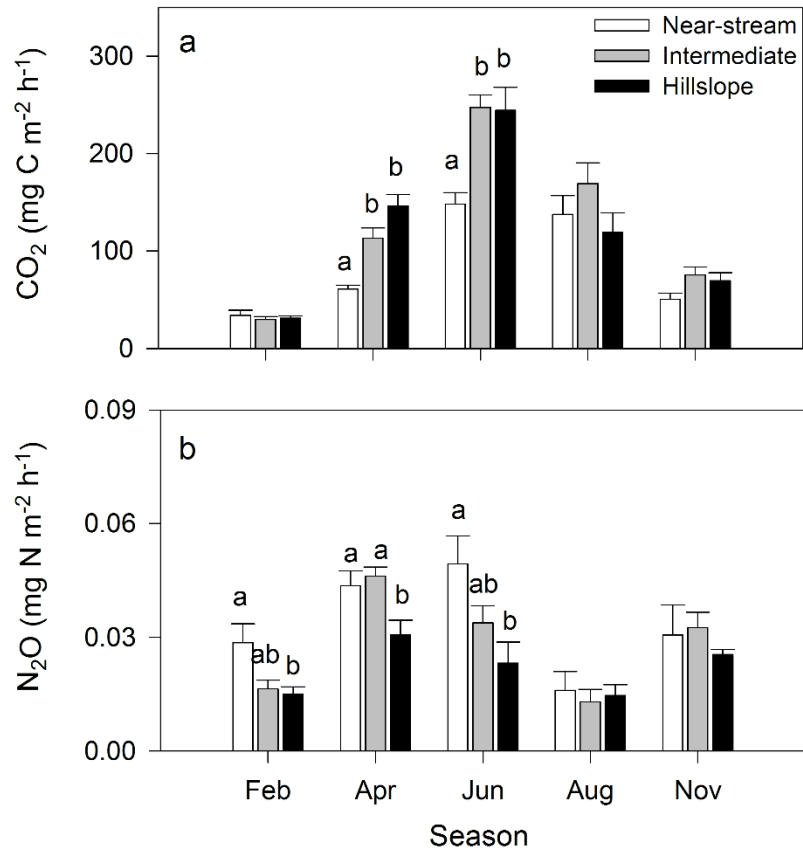 a
Near-stream
Intermediate
Hillslope
CO₂ (mg C m⁻² h⁻¹)
300
200
100
0
a
b
b
a
b
b
b
N₂O (mg N m⁻² h⁻¹)
0.09
0.06
0.03
0.00
a
ab
b
a
a
b
a
ab
b
Feb
Apr
Jun
Aug
Nov
Season